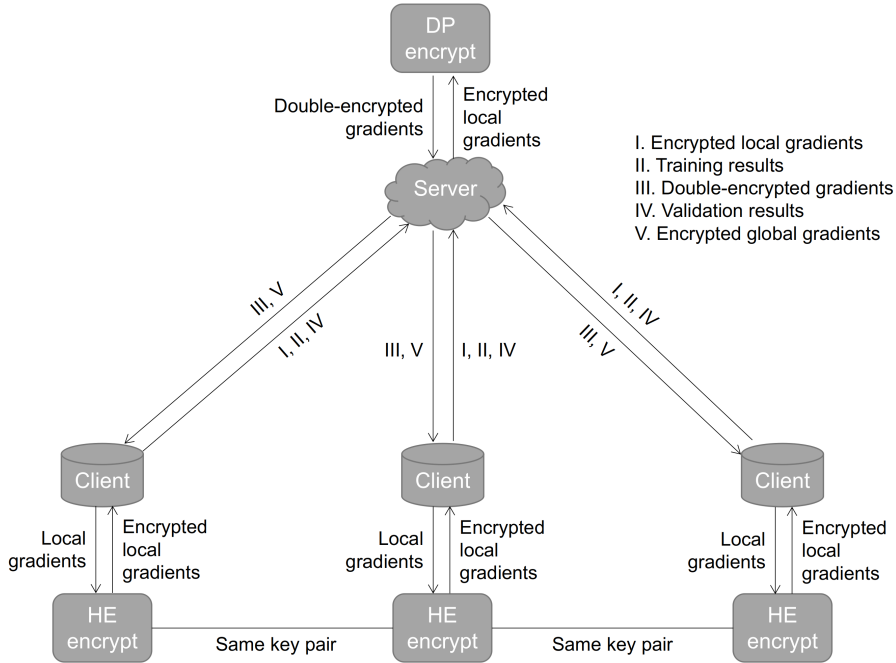 DP
encrypt
Double-encrypted
gradients
Encrypted
local
gradients
Server
I. Encrypted local gradients
II. Training results
III. Double-encrypted gradients
IV. Validation results
V. Encrypted global gradients
III, V
I, II, IV
III, V
I, II, IV
I, II, IV
III, V
Client
Client
Client
Local
gradients
Encrypted
local
gradients
Local
gradients
Encrypted
local
gradients
Local
gradients
Encrypted
local
gradients
HE
encrypt
Same key pair
HE
encrypt
Same key pair
HE
encrypt